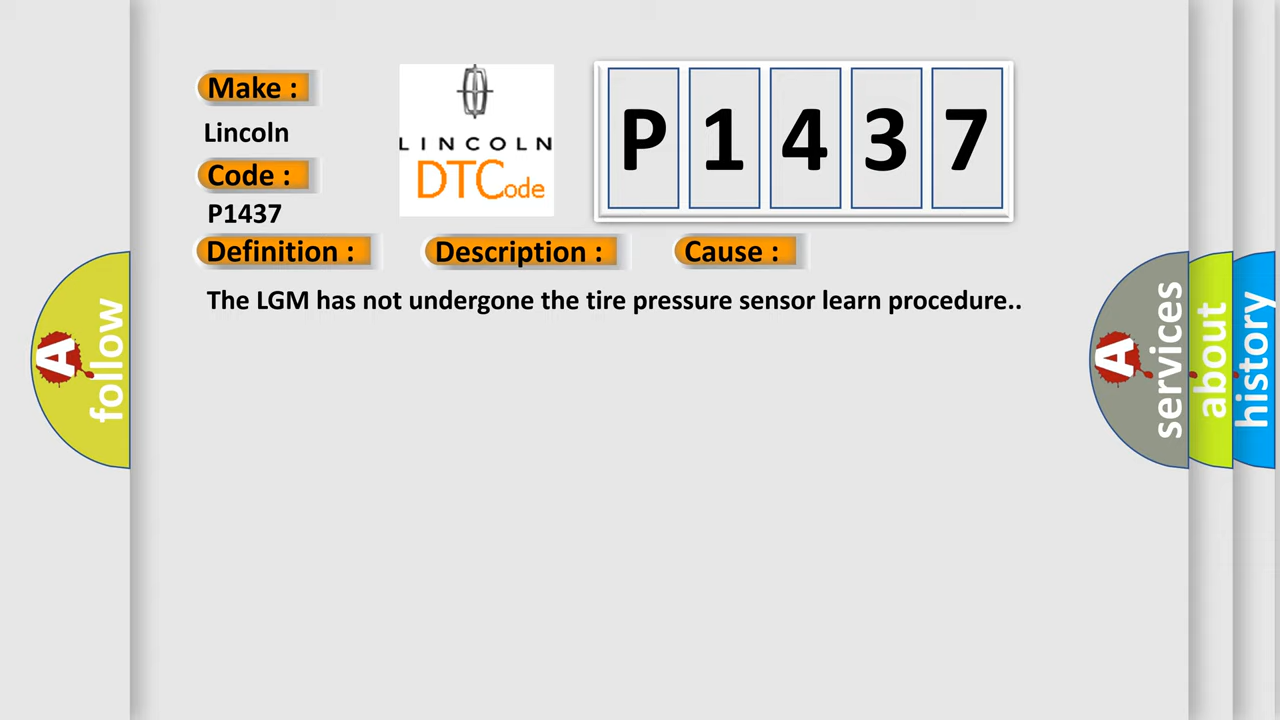 Make :
Lincoln
Code :
P1437
LINCOLN
DTCode
P 1 4 3 7
Definition :
Description :
Cause :
The LGM has not undergone the tire pressure sensor learn procedure..
A follow
A services
about
history